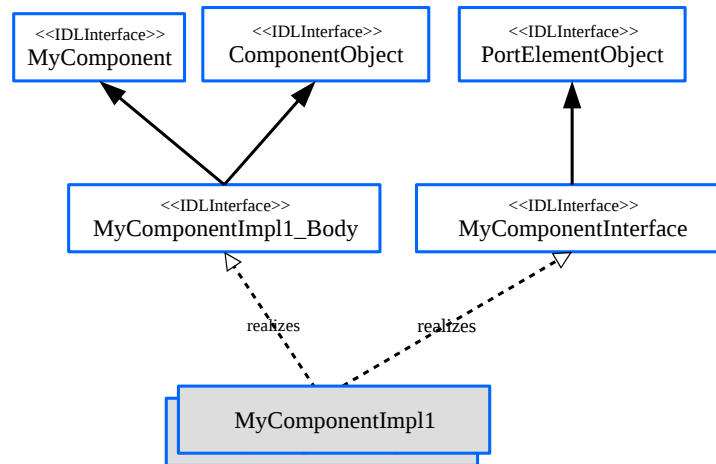 <<IDLInterface>>
MyComponent
<<IDLInterface>>
ComponentObject
<<IDLInterface>>
PortElementObject
<<IDLInterface>>
MyComponentImpl1_Body
<<IDLInterface>>
MyComponentInterface
realizes
realizes
MyComponentImpl1